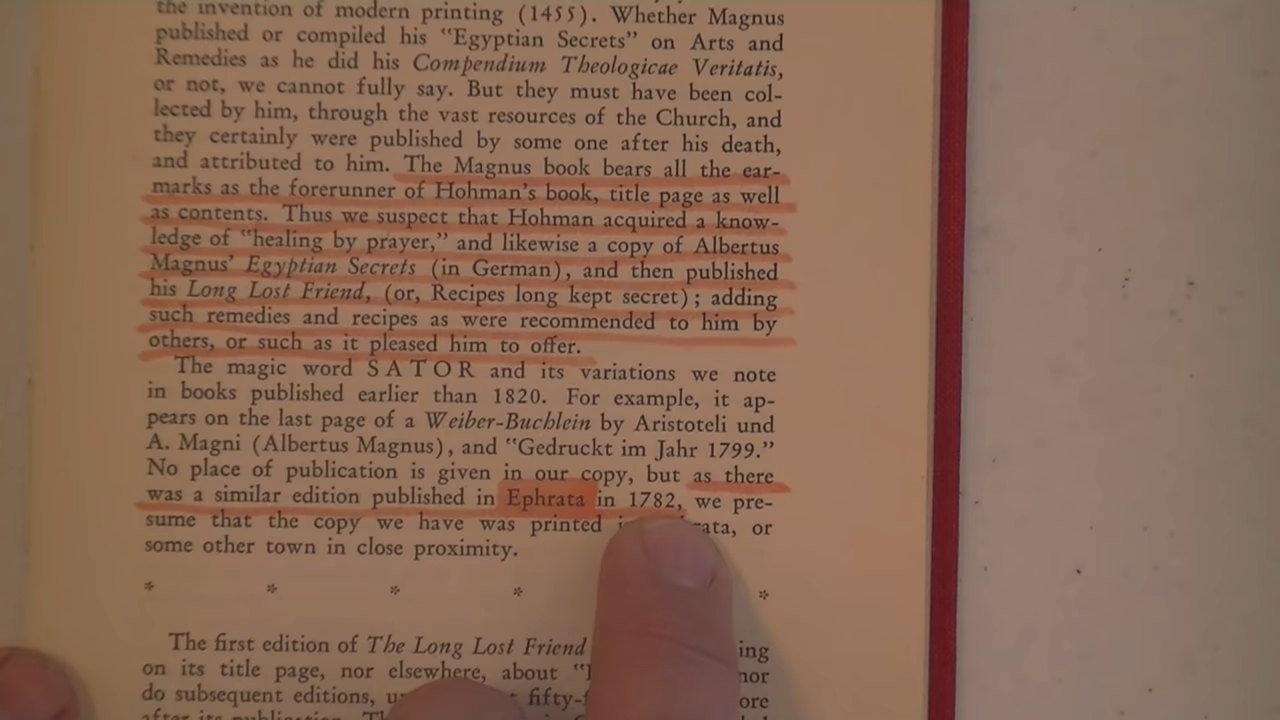 the invention of modern printing (1455). Whether Magnus
published or compiled his "Egyptian Secrets" on Arts and
Remedies as he did his Compendium Theologicae Veritatis,
or not, we cannot fully say. But they must have been col-
lected by him, through the vast resources of the Church, and
they certainly were published by some one after his death,
and attributed to him. The Magnus book bears all the ear-
marks as the forerunner of Hohman's book, title page as well
as contents. Thus we suspect that Hohman acquired a know-
ledge of "healing by prayer," and likewise a copy of Albertus
Magnus' Egyptian Secrets (in German), and then published
his Long Lost Friend, (or, Recipes long kept secret); adding
such remedies and recipes as were recommended to him by
others, or such as it pleased him to offer.
The magic word SATOR and its variations we note
in books published earlier than 1820. For example, it ap-
pears on the last page of a Weiber-Buchlein by Aristoteli und
A. Magni (Albertus Magnus), and "Gedruckt im Jahr 1799."
No place of publication is given in our copy, but as there
was a similar edition published in Ephrata in 1782, we pre-
sume that the copy we have was printed or
some other town in close proximity.
* * * * *
The first edition of The Long Lost Friend
on its title page, nor elsewhere, about
do subsequent editions,